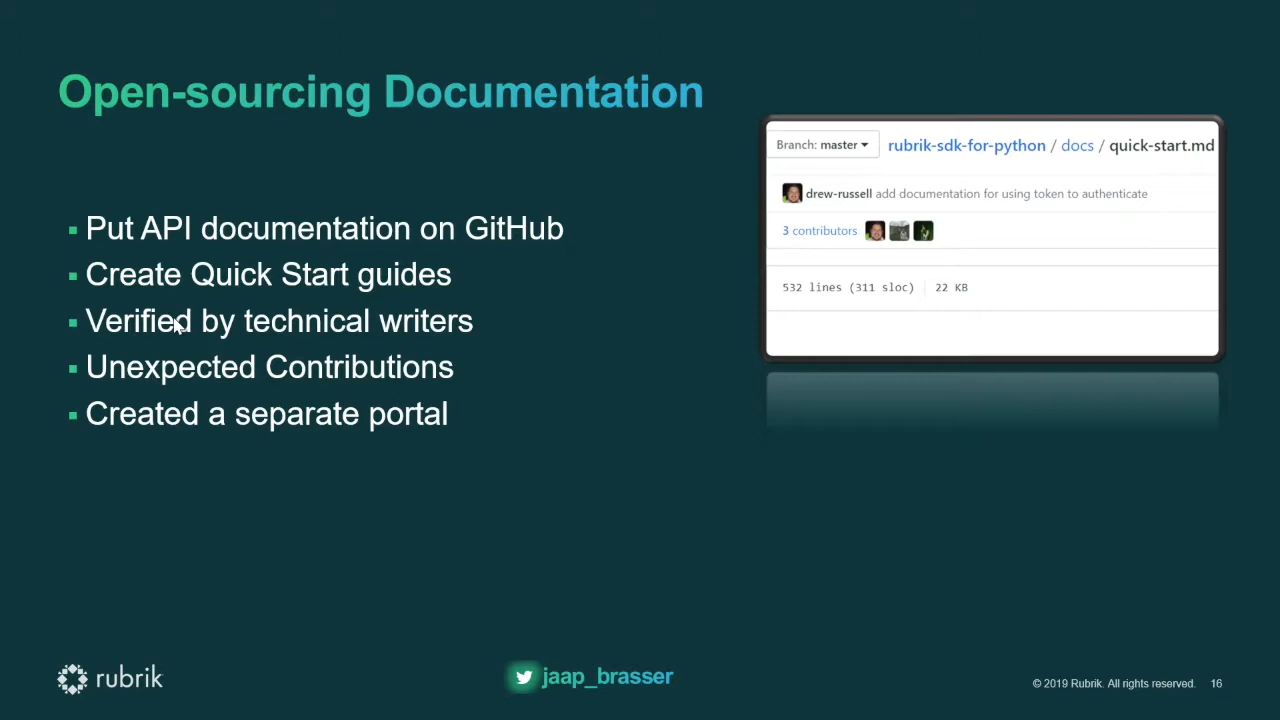 Open-sourcing Documentation
Put API documentation on GitHub
Create Quick Start guides
Verified by technical writers
Unexpected Contributions
Created a separate portal
Branch: master
rubrik-sdk-for-python / docs / quick-start.md
drew-russell add documentation for using token to authenticate
3 contributors
532 lines (311 sloc) 22 KB
rubrik
jaap_brasser
© 2019 Rubrik. All rights reserved. 16